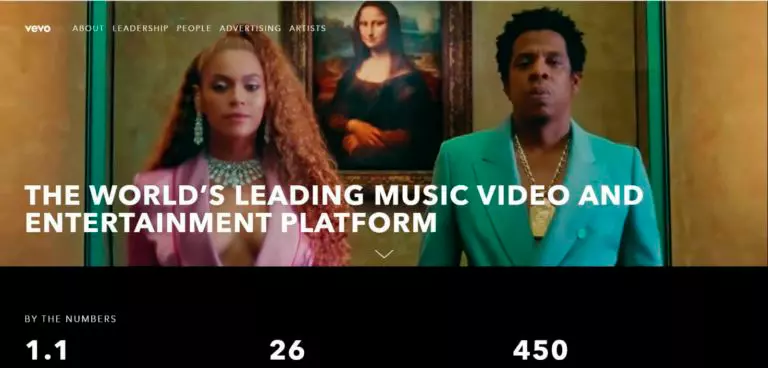 vevo ABOUT LEADERSHIP PEOPLE ADVERTISING ARTISTS
THE WORLD'S LEADING MUSIC VIDEO AND
ENTERTAINMENT PLATFORM
BY THE NUMBERS
1.1 26 450